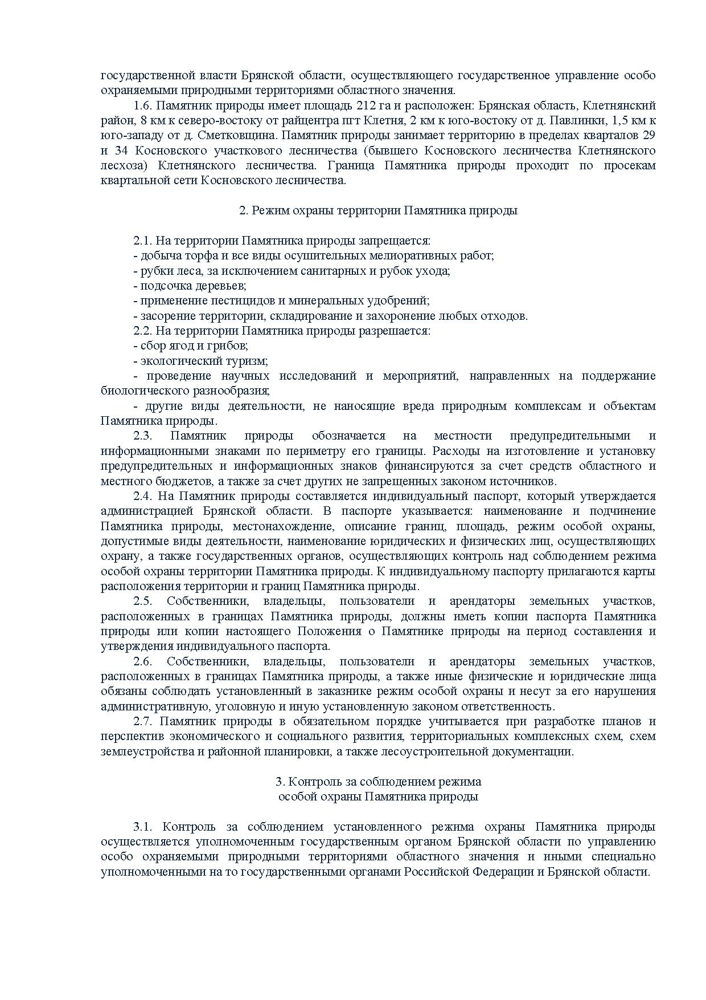 государственной власти Брянской области, осуществляющего государственное управление особо
охраняемыми природными территориями областного значения.
1.6. Памятник природы имеет площадь 212 га и расположен: Брянская область, Клетнянский
район, 8 км к северо-востоку от райцентра пгт Клетня, 2 км к юго-востоку от д. Павлинки, 1,5 км к
юго-западу от д. Сметковщина. Памятник природы занимает территорию в пределах кварталов 29
и 34 Косновского участкового лесничества (бывшего Косновского лесничества Клетнянского
лесхоза) Клетнянского лесничества. Граница Памятника природы проходит по просекам
квартальной сети Косновского лесничества.
2. Режим охраны территории Памятника природы
2.1. На территории Памятника природы запрещается:
- добыча торфа и все виды осушительных мелиоративных работ;
- рубки леса, за исключением санитарных и рубок ухода;
- подсочка деревьев;
- применение пестицидов и минеральных удобрений;
- засорение территории, складирование и захоронение любых отходов.
2.2. На территории Памятника природы разрешается:
- сбор ягод и грибов;
- экологический туризм;
- проведение научных исследований и мероприятий, направленных на поддержание
биологического разнообразия;
- другие виды деятельности, не наносящие вреда природным комплексам и объектам
Памятника природы.
2.3. Памятник природы обозначается на местности предупредительными и
информационными знаками по периметру его границы. Расходы на изготовление и установку
предупредительных и информационных знаков финансируются за счет средств областного и
местного бюджетов, а также за счет других не запрещенных законом источников.
2.4. На Памятник природы составляется индивидуальный паспорт, который утверждается
администрацией Брянской области. В паспорте указывается: наименование и подчинение
Памятника природы, местонахождение, описание границ, площадь, режим особой охраны,
допустимые виды деятельности, наименование юридических и физических лиц, осуществляющих
охрану, а также государственных органов, осуществляющих контроль над соблюдением режима
особой охраны территории Памятника природы. К индивидуальному паспорту прилагаются карты
расположения территории и границ Памятника природы.
2.5. Собственники, владельцы, пользователи и арендаторы земельных участков,
расположенных в границах Памятника природы, должны иметь копии паспорта Памятника
природы или копии настоящего Положения о Памятнике природы на период составления и
утверждения индивидуального паспорта.
2.6. Собственники, владельцы, пользователи и арендаторы земельных участков,
расположенных в границах Памятника природы, а также иные физические и юридические лица
обязаны соблюдать установленный в заказнике режим особой охраны и несут за его нарушения
административную, уголовную и иную установленную законом ответственность.
2.7. Памятник природы в обязательном порядке учитывается при разработке планов и
перспектив экономического и социального развития, территориальных комплексных схем, схем
землеустройства и районной планировки, а также лесоустроительной документации.
3. Контроль за соблюдением режима
особой охраны Памятника природы
3.1. Контроль за соблюдением установленного режима охраны Памятника природы
осуществляется уполномоченным государственным органом Брянской области по управлению
особо охраняемыми природными территориями областного значения и иными специально
уполномоченными на то государственными органами Российской Федерации и Брянской области.